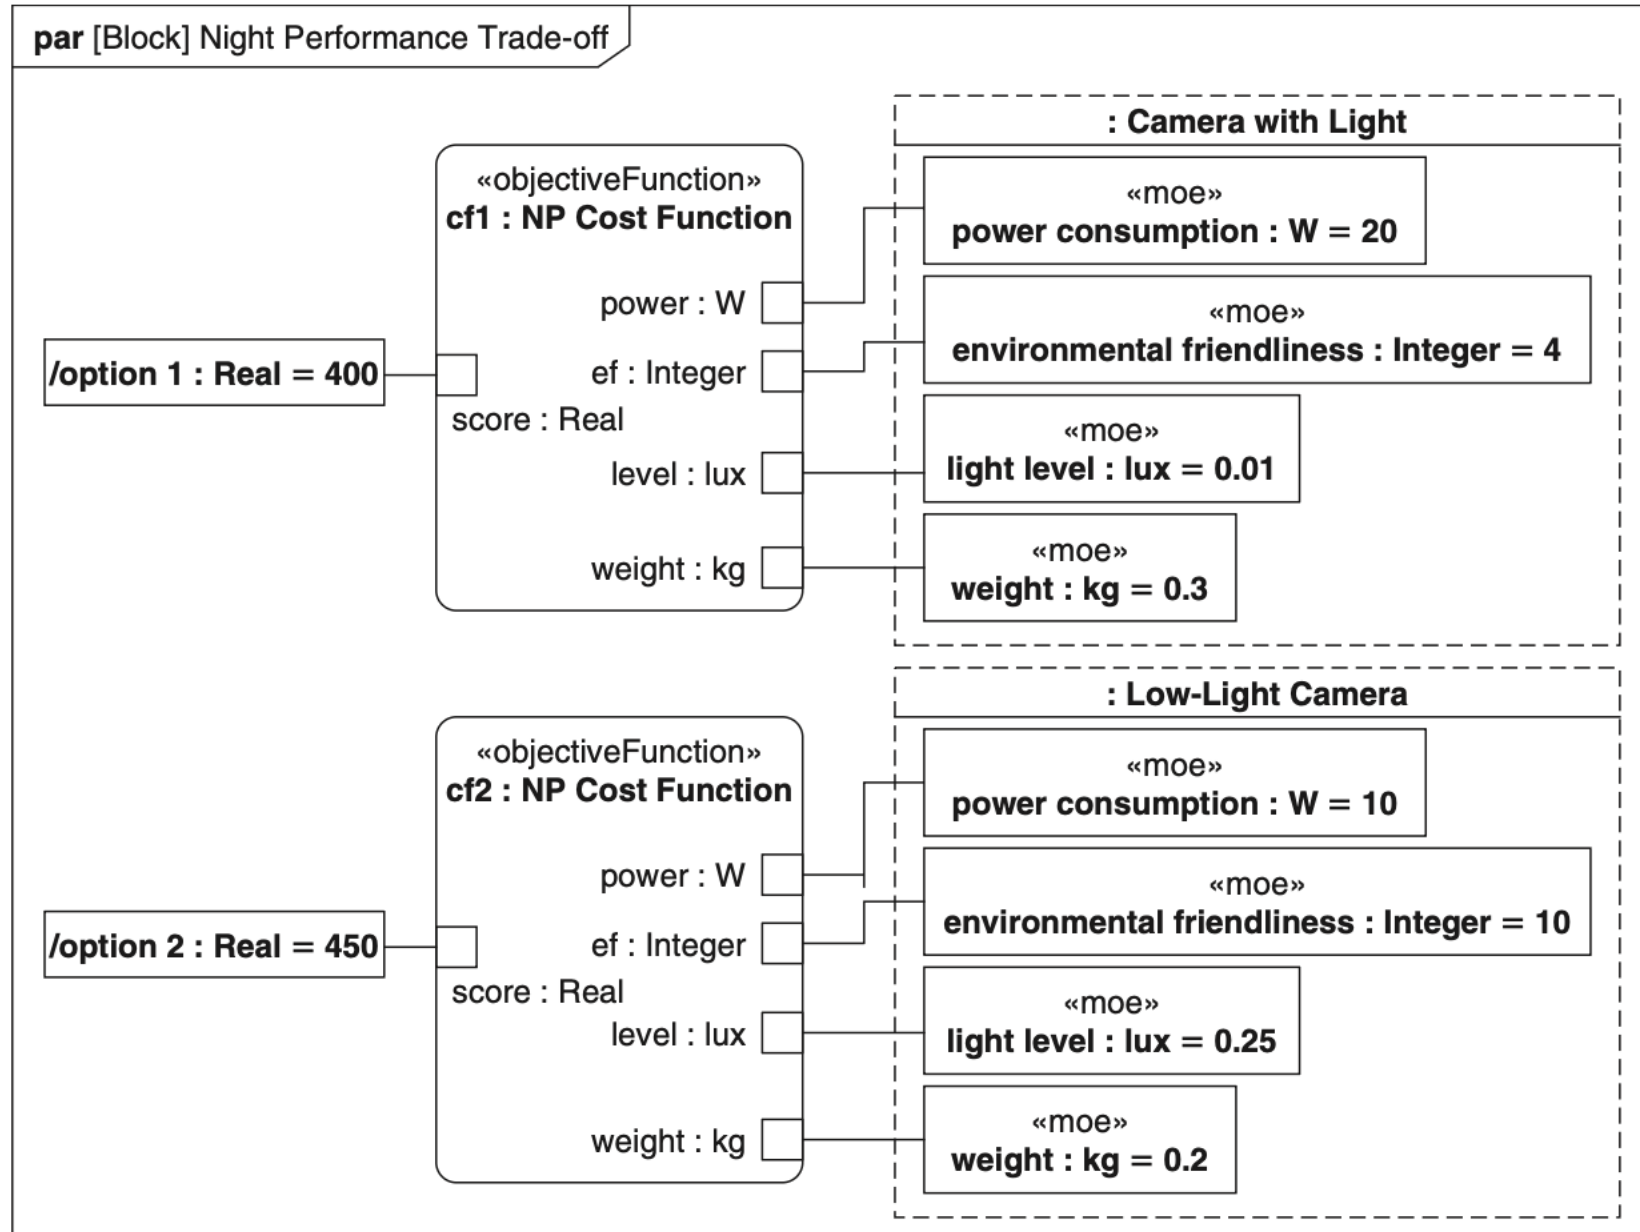 par [Block] Night Performance Trade-off
: Camera with Light
«objectiveFunction»
cf1 : NP Cost Function
«moe»
power consumption : W = 20
power : W
«moe»
environmental friendliness : Integer = 4
/option 1 : Real = 400
ef : Integer
score : Real
«moe»
light level : lux = 0.01
level : lux
«moe»
weight : kg = 0.3
weight : kg
: Low-Light Camera
«objectiveFunction»
cf2 : NP Cost Function
«moe»
power consumption : W = 10
power : W
«moe»
environmental friendliness : Integer = 10
/option 2 : Real = 450
ef : Integer
score : Real
«moe»
light level : lux = 0.25
level : lux
«moe»
weight : kg = 0.2
weight : kg